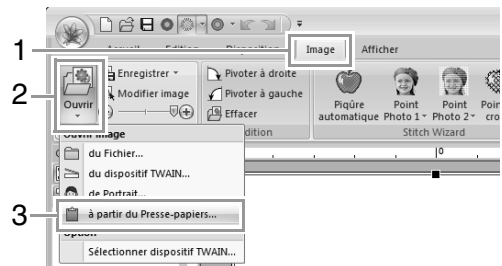 1
Accueil Edition Disposition Image Afficher
2
Ouvrir
Enregistrer
Modifier image
Pivoter à droite
Pivoter à gauche
Effacer
Edition
Piqûre automatique
Point Photo 1
Point Photo 2
Stitch Wizard
Ouvrir image
du Fichier...
du dispositif TWAIN...
de Portrait...
3
à partir du Presse-papiers...
Option
Sélectionner dispositif TWAIN...
0